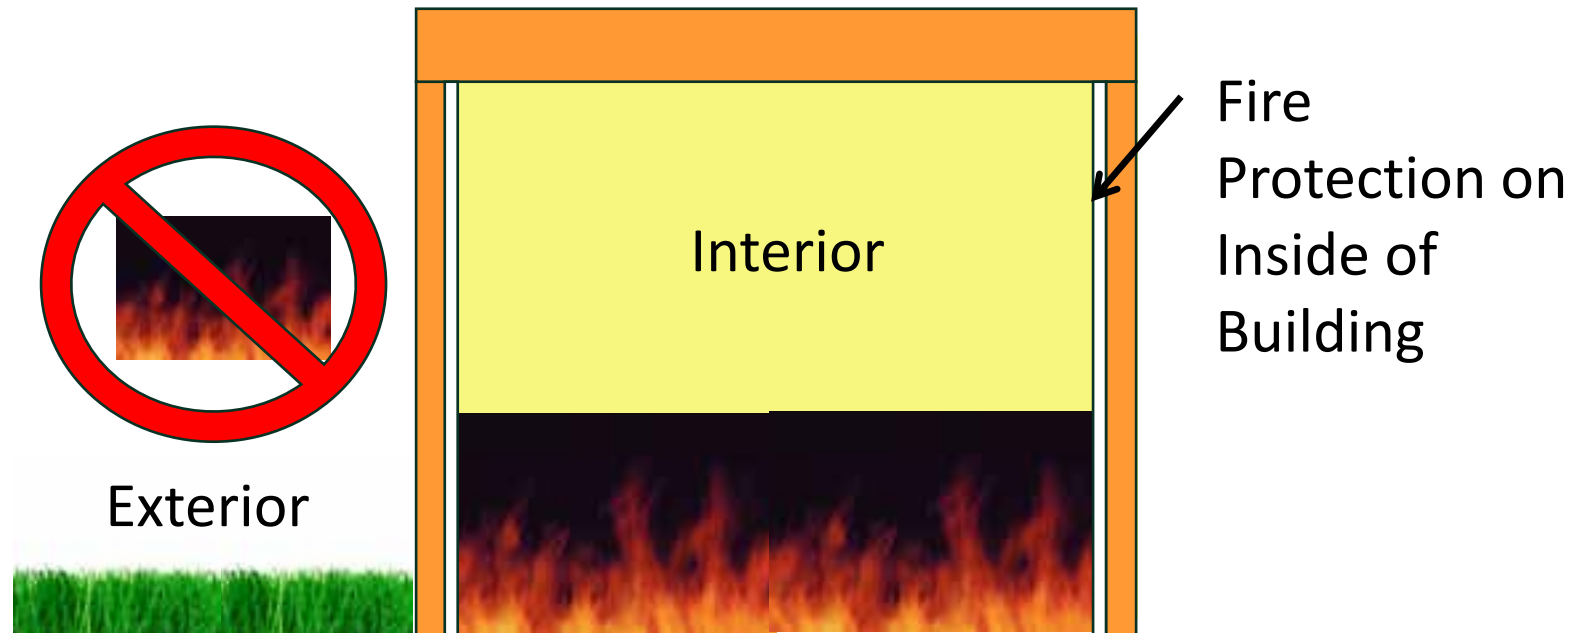 Fire
Protection on
Inside of
Building
Interior
Exterior